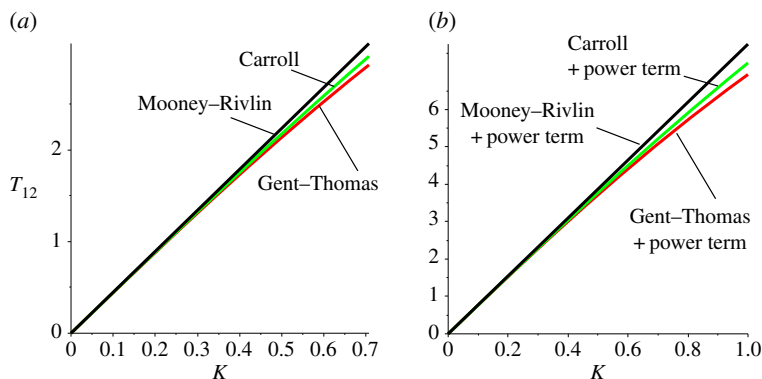 (a)
Carroll
Mooney–Rivlin
Gent–Thomas
T12
2
1
0
0 0.1 0.2 0.3 0.4 0.5 0.6 0.7
K
(b)
Carroll
+ power term
Mooney–Rivlin
+ power term
Gent–Thomas
+ power term
6
5
4
3
2
1
0
0 0.2 0.4 0.6 0.8 1.0
K